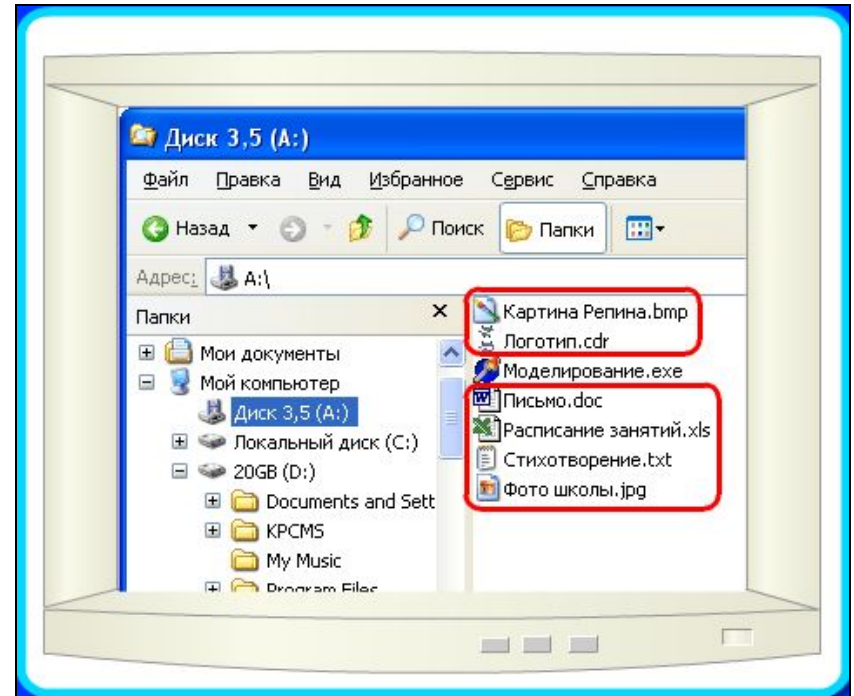 Диск 3,5 (A:)
Файл Правка Вид Избранное Сервис Справка
Назад Поиск Папки
Адрес: A:\
Папки
Мои документы
Мой компьютер
Диск 3,5 (A:)
Локальный диск (C:)
20GB (D:)
Documents and Sett
KPCMS
My Music
Program Files
Картина Репина.bmp
Логотип.cdr
Моделирование.exe
Письмо.doc
Расписание занятий.xls
Стихотворение.txt
Фото школы.jpg